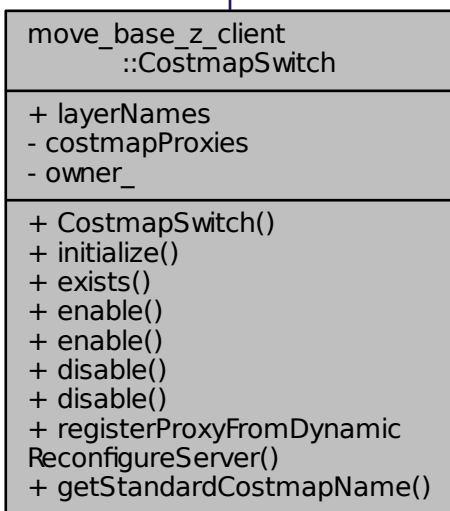 move_base_z_client
::CostmapSwitch
+ layerNames
- costmapProxies
- owner_
+ CostmapSwitch()
+ initialize()
+ exists()
+ enable()
+ enable()
+ disable()
+ disable()
+ registerProxyFromDynamic
ReconfigureServer()
+ getStandardCostmapName()